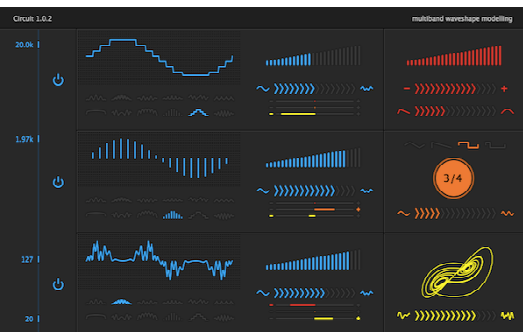 Circuit 1.0.2
multiband waveshape modelling
20.0k
1.97k
3/4
127
20